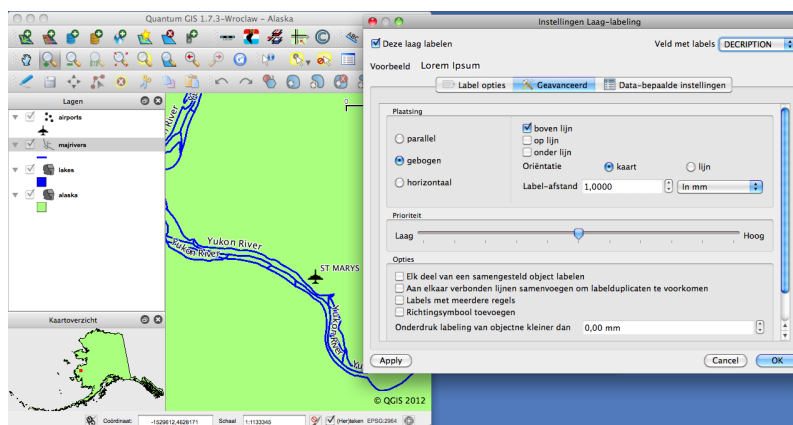 Quantum GIS 1.7.3-Wroclaw - Alaska
Lagen
airports
majrivers
lakes
alaska
Kaartoverzicht
River
Yukon River
Yukon River
ST MARYS
Yukon River
Yu
© QGIS 2012
Coördinaat: -1529612,4628171 Schaal 1:1133345 (Her)teken EPSG:2964
Instellingen Laag-labeling
Deze laag labelen
Veld met labels DECRIPTION
Voorbeeld Lorem Ipsum
Label opties Geavanceerd Data-bepaalde instellingen
Plaatsing
parallel
gebogen
horizontaal
boven lijn
op lijn
onder lijn
Oriëntatie kaart lijn
Label-afstand 1,0000 In mm
Prioriteit
Laag Hoog
Opties
Elk deel van een samengesteld object labelen
Aan elkaar verbonden lijnen samenvoegen om labelduplicaten te voorkomen
Labels met meerdere regels
Richtingsymbool toevoegen
Onderdruk labeling van objectne kleiner dan 0,00 mm
Apply Cancel OK